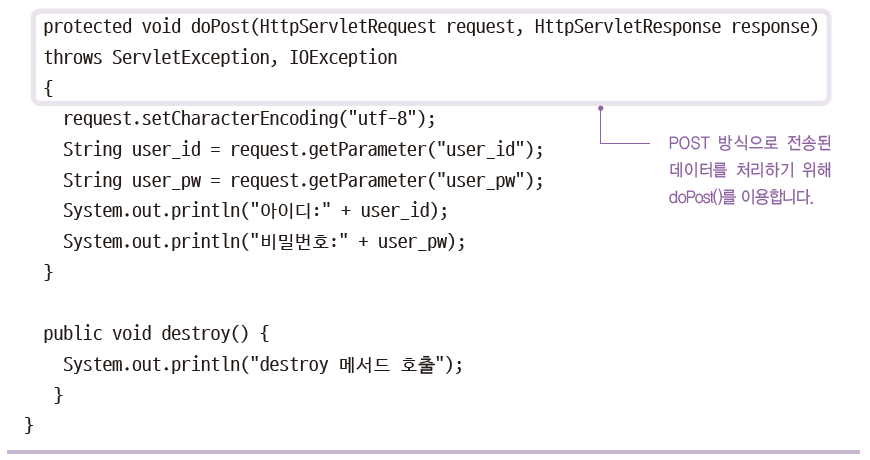 protected void doPost(HttpServletRequest request, HttpServletResponse response)
throws ServletException, IOException
{
request.setCharacterEncoding("utf-8");
String user_id = request.getParameter("user_id");
String user_pw = request.getParameter("user_pw");
System.out.println("아이디:" + user_id);
System.out.println("비밀번호:" + user_pw);
}
POST 방식으로 전송된
데이터를 처리하기 위해
doPost()를 이용합니다.
public void destroy() {
System.out.println("destroy 메서드 호출");
}
}